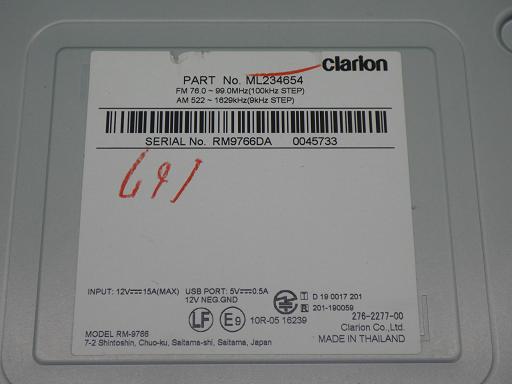 clarion
PART No. ML234654
FM 76.0 ~ 99.0MHz(100kHz STEP)
AM 522 ~ 1629kHz(9kHz STEP)
SERIAL No. RM9766DA 0045733
691
INPUT: 12V⎓15A(MAX) USB PORT: 5V⎓0.5A
12V NEG.GND
T D 19 0017 201
R 201-190059
LF E9 10R-05 16239
276-2277-00
Clarion Co.,Ltd.
MODEL RM-9766
7-2 Shintoshin, Chuo-ku, Saitama-shi, Saitama, Japan
MADE IN THAILAND